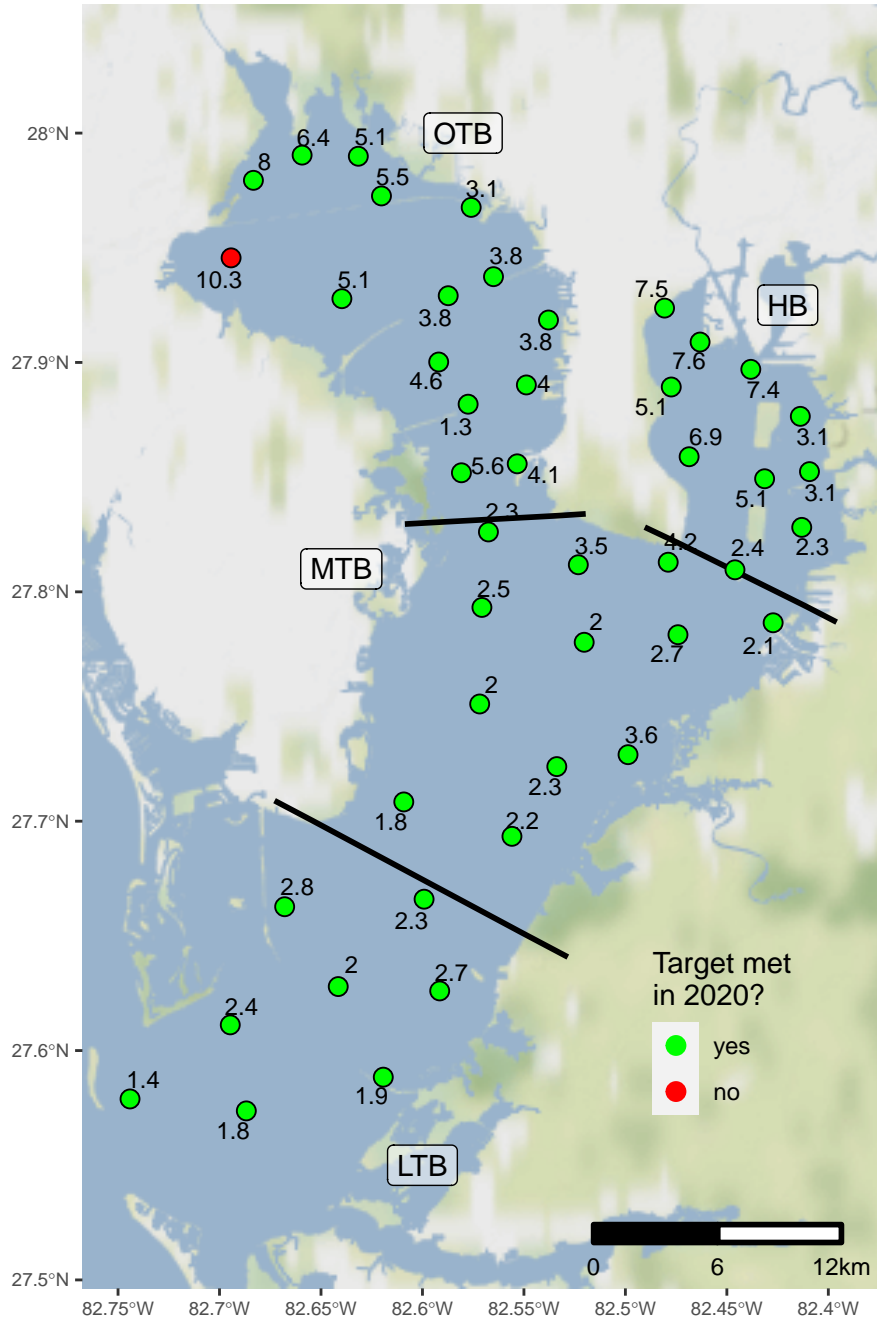 28°N
27.9°N
27.8°N
27.7°N
27.6°N
27.5°N
OTB
6.4
5.1
8
5.5
3.1
10.3
3.8
5.1
3.8
3.8
7.5
HB
7.6
7.4
4.6
4
5.1
1.3
3.1
6.9
5.6
4.1
5.1
3.1
2.3
2.3
MTB
3.5
4.2
2.4
2.5
2
2.7
2.1
2
3.6
2.3
1.8
2.2
2.8
2.3
2
2.7
2.4
1.4
1.8
1.9
LTB
Target met
in 2020?
yes
no
0 6 12km
82.75°W 82.7°W 82.65°W 82.6°W 82.55°W 82.5°W 82.45°W 82.4°W